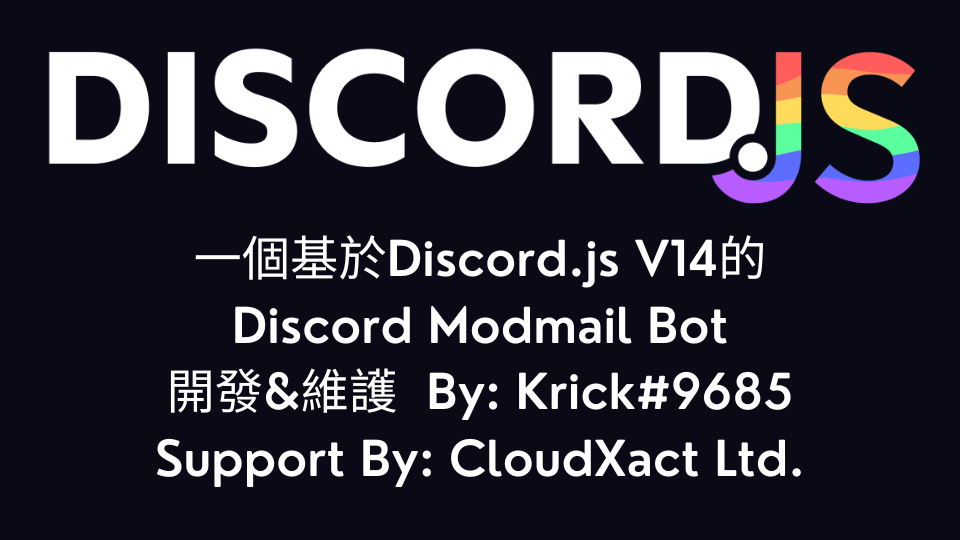 DISCORD.JS
一個基於Discord.js V14的
Discord Modmail Bot
開發&維護 By: Krick#9685
Support By: CloudXact Ltd.